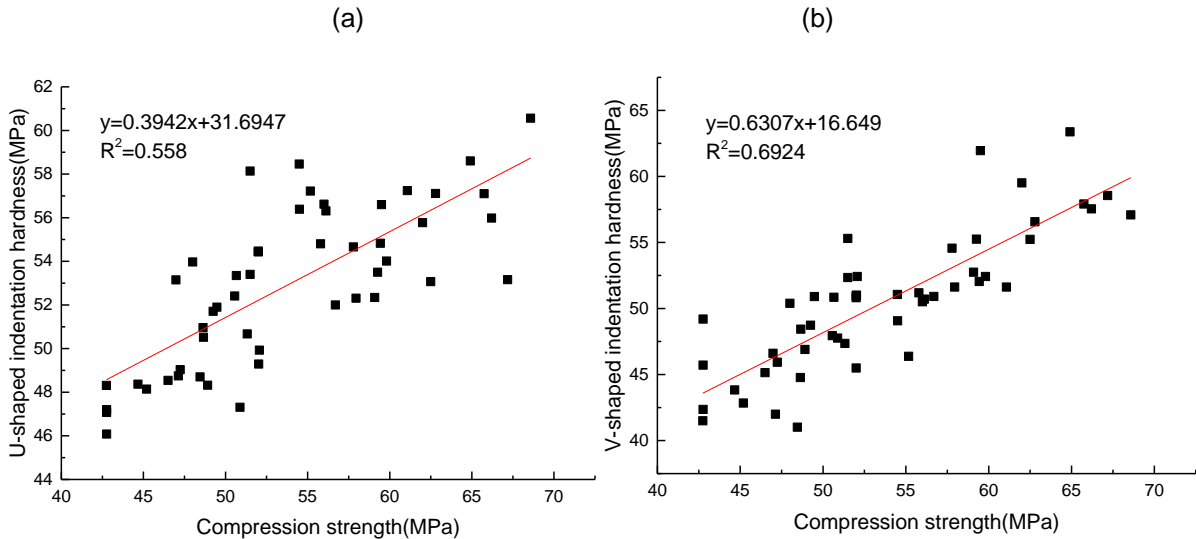 (a)
62
60
58
56
54
52
50
48
46
44
U-shaped indentation hardness(MPa)
y=0.3942x+31.6947
R²=0.558
40 45 50 55 60 65 70
Compression strength(MPa)
(b)
65
60
55
50
45
40
V-shaped indentation hardness(MPa)
y=0.6307x+16.649
R²=0.6924
40 45 50 55 60 65 70
Compression strength(MPa)